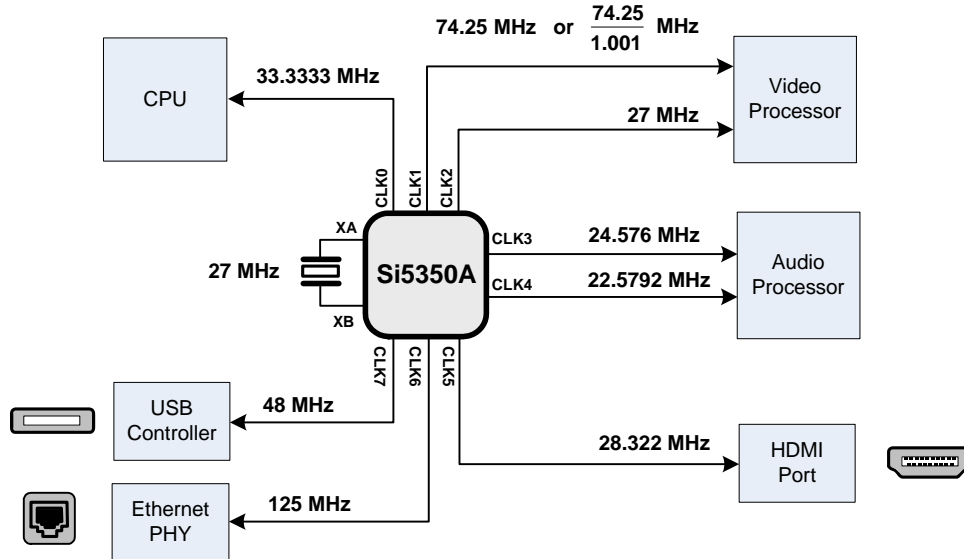 74.25 MHz or 74.25 MHz
1.001
33.3333 MHz
CPU
Video
Processor
27 MHz
CLK0
CLK1
CLK2
XA
27 MHz
XB
Si5350A
CLK3
24.576 MHz
CLK4
22.5792 MHz
Audio
Processor
CLK7
CLK6
CLK5
USB
Controller
48 MHz
28.322 MHz
HDMI
Port
Ethernet
PHY
125 MHz